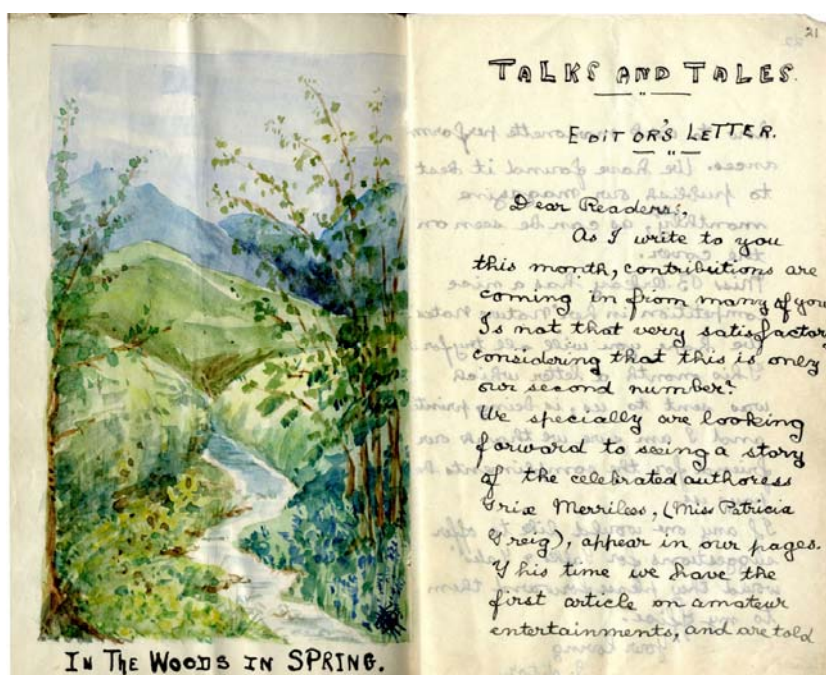 IN THE WOODS IN SPRING.
21
TALKS AND TALES.
EDITOR'S LETTER.
Dear Readers;,
As I write to you
this month, contributions are
coming in from many of you
Is not that very satisfactory
considering that this is only
our second number?
We specially are looking
forward to seeing a story
of the celebrated authoress
Trix Merriless, (Miss Patricia
Greig), appear in our pages.
This time we have the
first article on amateur
entertainments, and are told